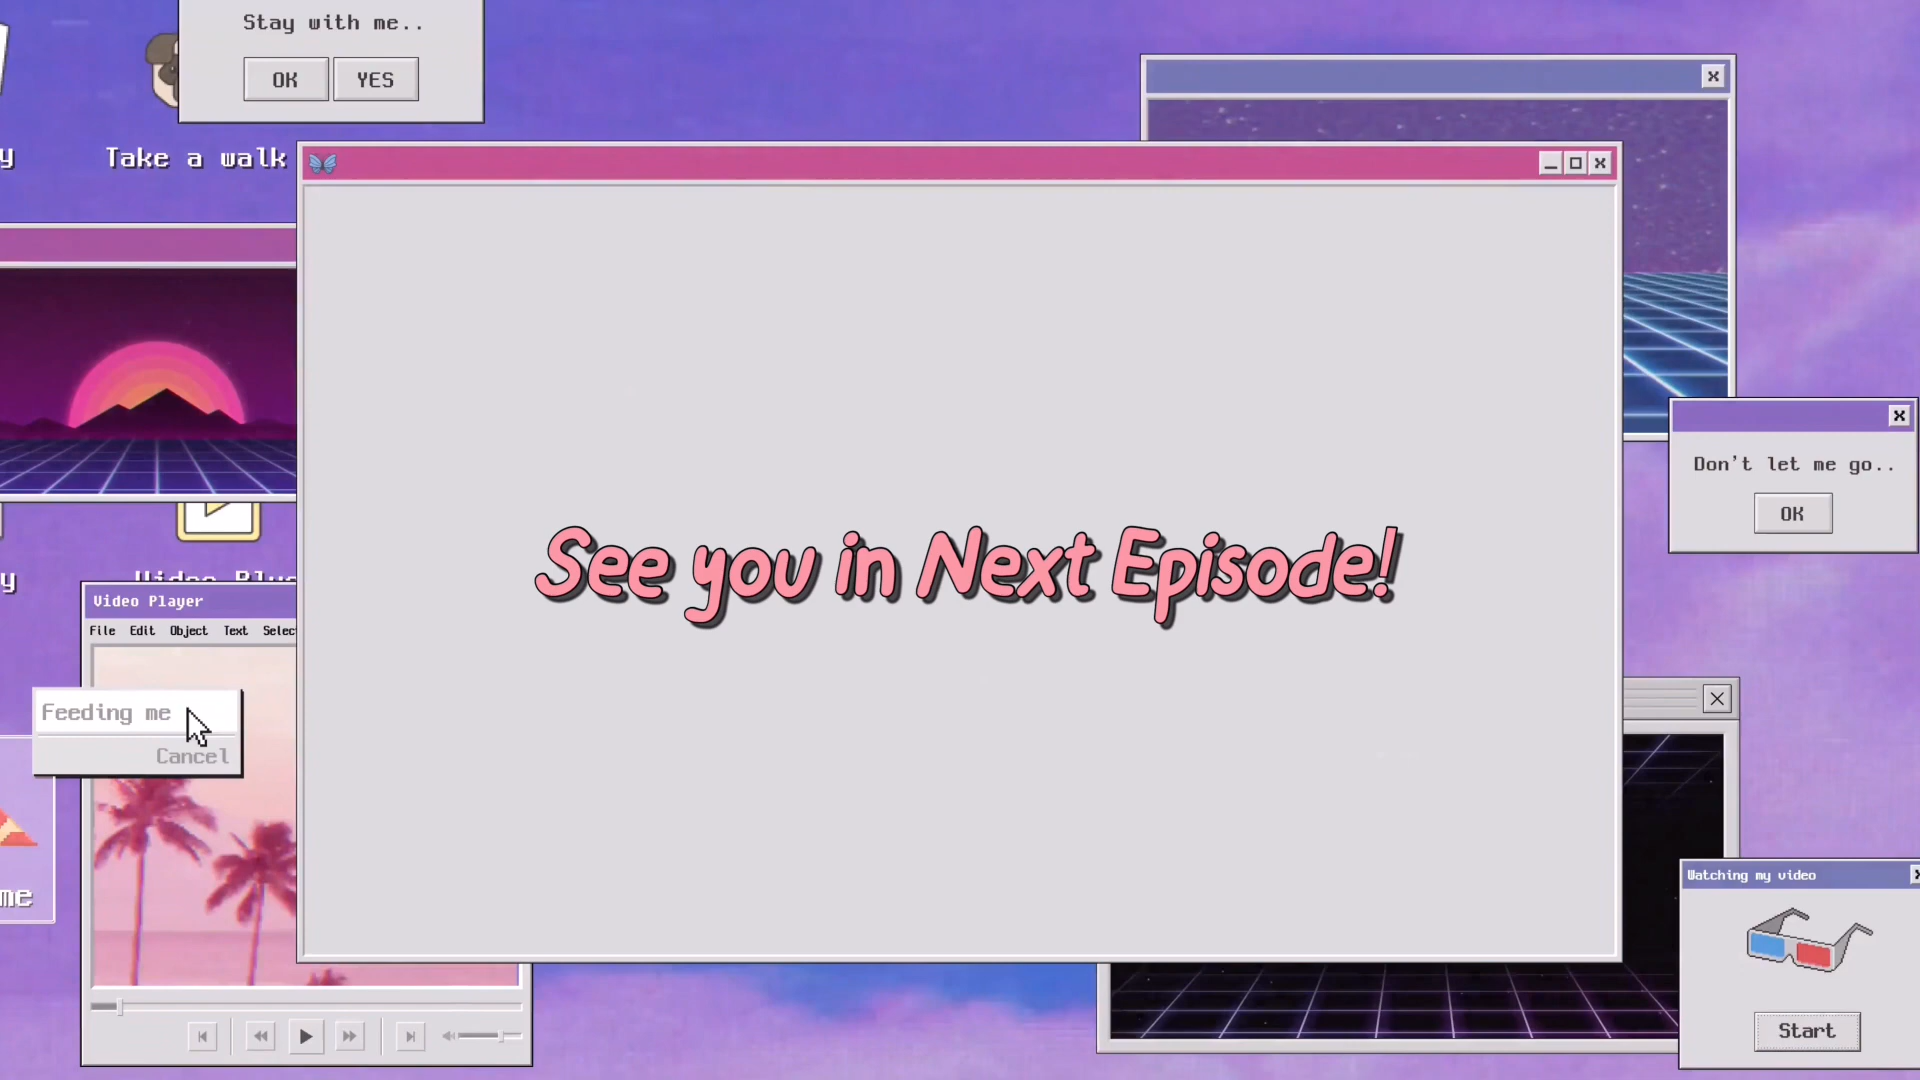 Stay with me..
OK YES
Take a walk
See you in Next Episode!
Don't let me go..
OK
Video Player
File Edit Object Text
Feeding me
Cancel
me
Watching my video
Start